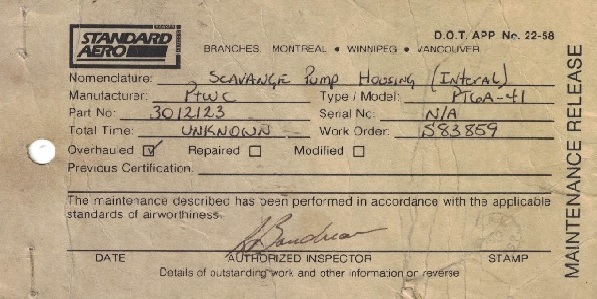 STANDARD AERO
D.O.T. APP. No. 22-58
BRANCHES, MONTREAL • WINNIPEG • VANCOUVER
Nomenclature: SCAVANGE PUMP HOUSING (INTERAL)
Manufacturer: P+WC Type / Model: PT6A-41
Part No: 3012123 Serial No: N/A
Total Time: UNKNOWN Work Order: S83859
Overhauled ☑ Repaired ☐ Modified ☐
Previous Certification:
The maintenance described has been performed in accordance with the applicable
standards of airworthiness.
DATE AUTHORIZED INSPECTOR STAMP
Details of outstanding work and other information on reverse
MAINTENANCE RELEASE